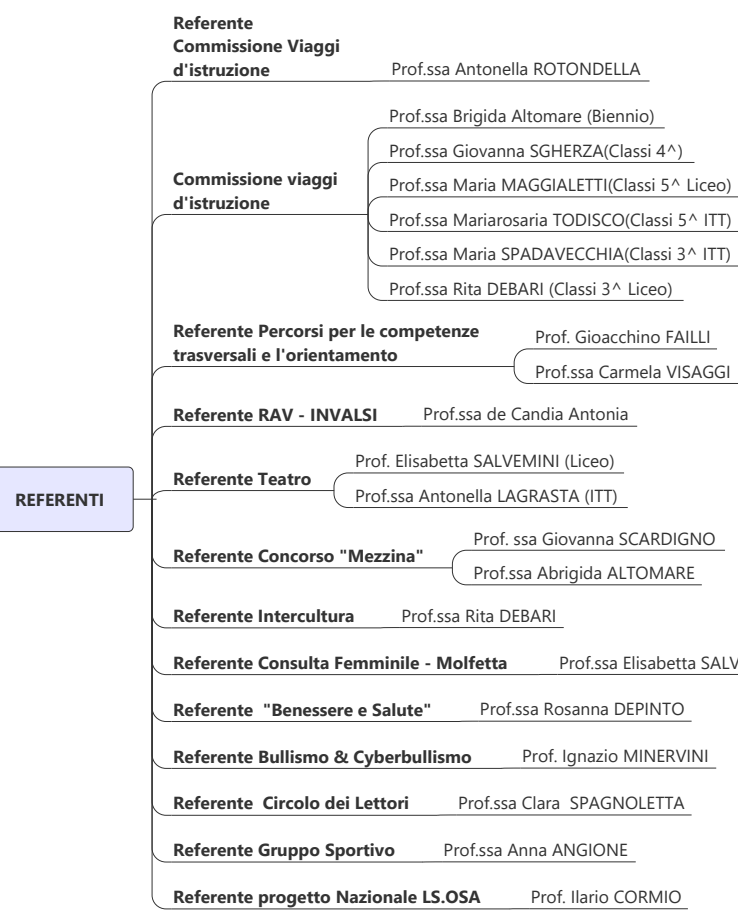 Referente
Commissione Viaggi
d'istruzione
Prof.ssa Antonella ROTONDELLA
Commissione viaggi
d'istruzione
Prof.ssa Brigida Altomare (Biennio)
Prof.ssa Giovanna SGHERZA(Classi 4^)
Prof.ssa Maria MAGGIALETTI(Classi 5^ Liceo)
Prof.ssa Mariarosaria TODISCO(Classi 5^ ITT)
Prof.ssa Maria SPADAVECCHIA(Classi 3^ ITT)
Prof.ssa Rita DEBARI (Classi 3^ Liceo)
Referente Percorsi per le competenze
trasversali e l'orientamento
Prof. Gioacchino FAILLI
Prof.ssa Carmela VISAGGI
Referente RAV - INVALSI
Prof.ssa de Candia Antonia
REFERENTI
Referente Teatro
Prof. Elisabetta SALVEMINI (Liceo)
Prof.ssa Antonella LAGRASTA (ITT)
Referente Concorso "Mezzina"
Prof. ssa Giovanna SCARDIGNO
Prof.ssa Abrigida ALTOMARE
Referente Intercultura
Prof.ssa Rita DEBARI
Referente Consulta Femminile - Molfetta
Prof.ssa Elisabetta SALV
Referente  "Benessere e Salute"
Prof.ssa Rosanna DEPINTO
Referente Bullismo & Cyberbullismo
Prof. Ignazio MINERVINI
Referente  Circolo dei Lettori
Prof.ssa Clara  SPAGNOLETTA
Referente Gruppo Sportivo
Prof.ssa Anna ANGIONE
Referente progetto Nazionale LS.OSA
Prof. Ilario CORMIO